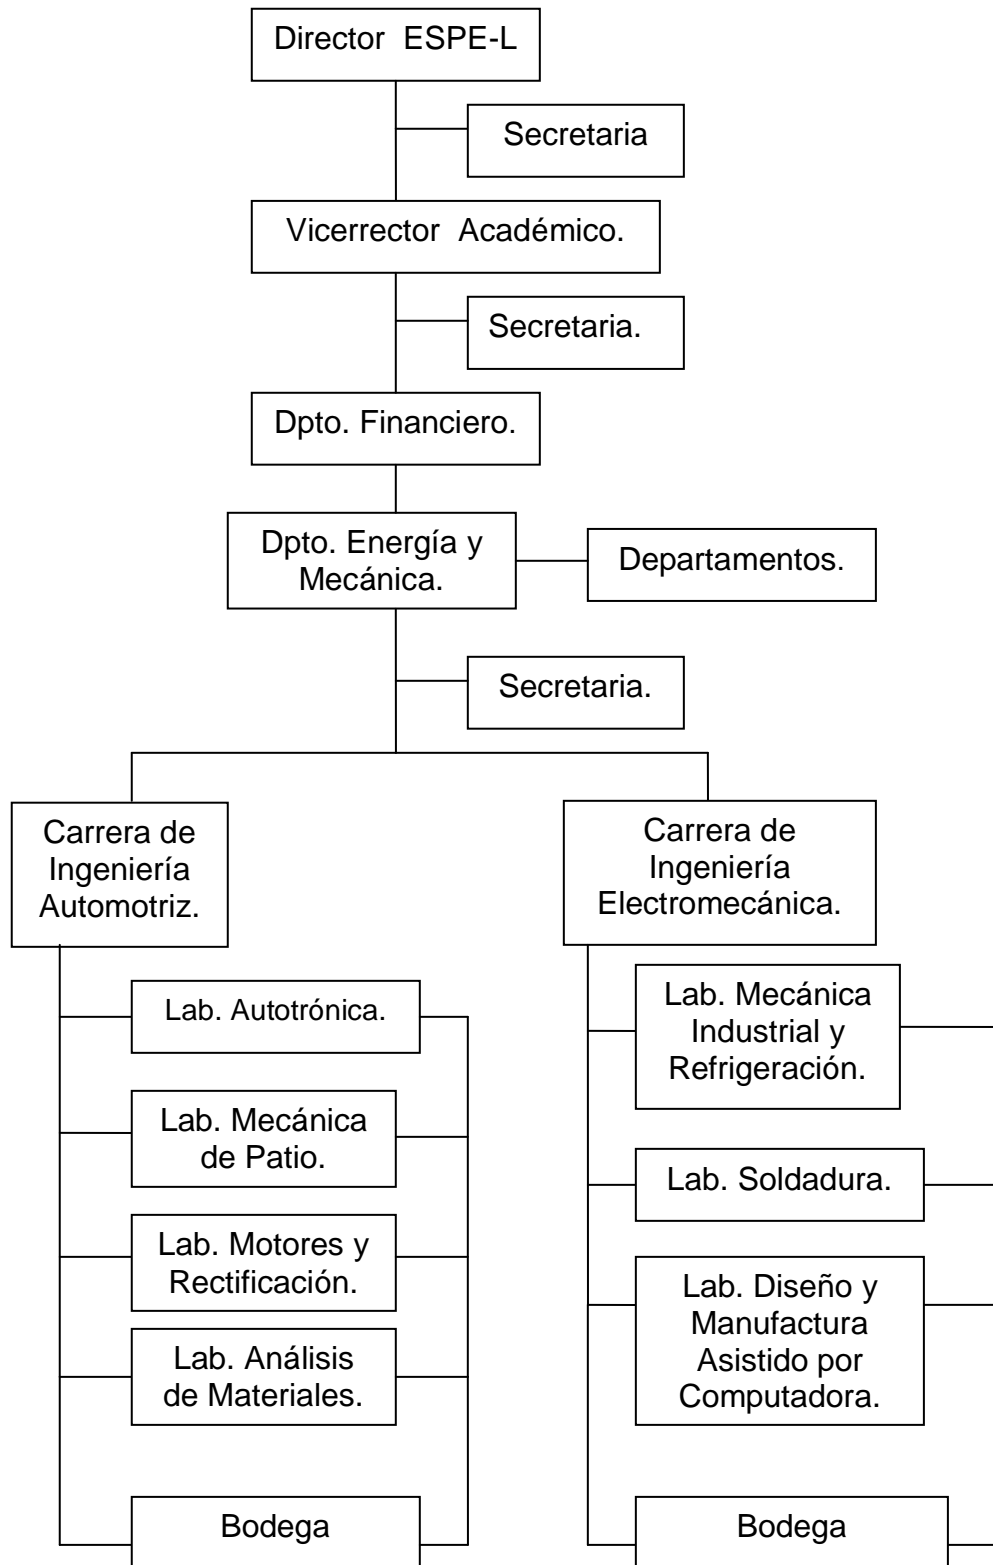 Director ESPE-L
Secretaria
Vicerrector Académico.
Secretaria.
Dpto. Financiero.
Dpto. Energía y
Mecánica.
Departamentos.
Secretaria.
Carrera de
Ingeniería
Automotriz.
Lab. Autotrónica.
Lab. Mecánica
de Patio.
Lab. Motores y
Rectificación.
Lab. Análisis
de Materiales.
Bodega
Carrera de
Ingeniería
Electromecánica.
Lab. Mecánica
Industrial y
Refrigeración.
Lab. Soldadura.
Lab. Diseño y
Manufactura
Asistido por
Computadora.
Bodega